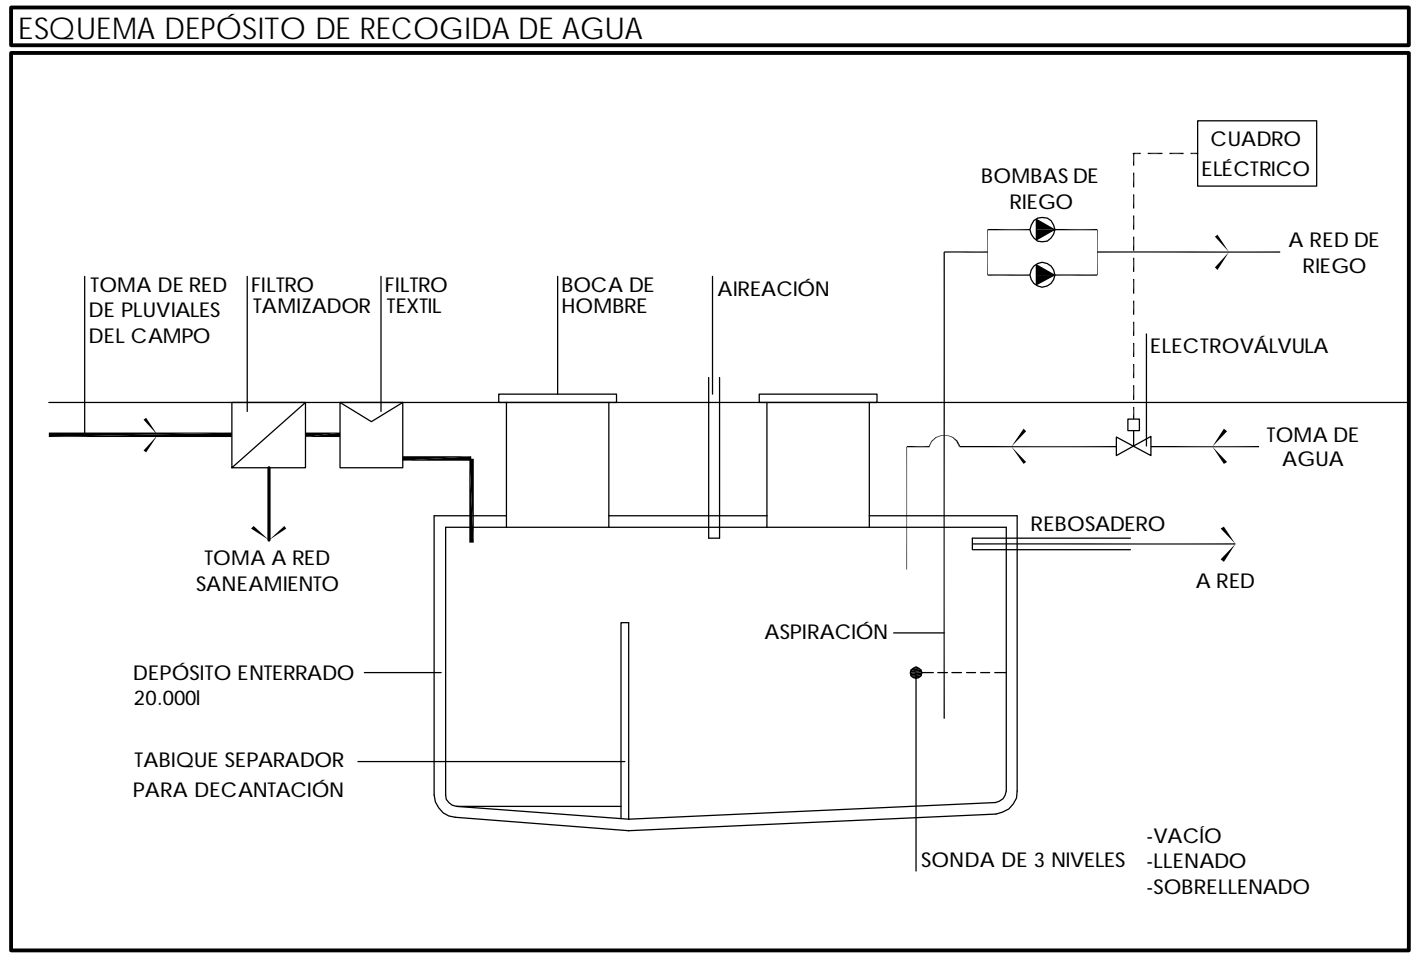 ESQUEMA DEPÓSITO DE RECOGIDA DE AGUA
CUADRO
ELÉCTRICO
BOMBAS DE
RIEGO
A RED DE
RIEGO
TOMA DE RED
DE PLUVIALES
DEL CAMPO
FILTRO
TAMIZADOR
FILTRO
TEXTIL
BOCA DE
HOMBRE
AIREACIÓN
ELECTROVÁLVULA
TOMA DE
AGUA
REBOSADERO
A RED
TOMA A RED
SANEAMIENTO
ASPIRACIÓN
DEPÓSITO ENTERRADO
20.000l
TABIQUE SEPARADOR
PARA DECANTACIÓN
SONDA DE 3 NIVELES
-VACÍO
-LLENADO
-SOBRELLENADO